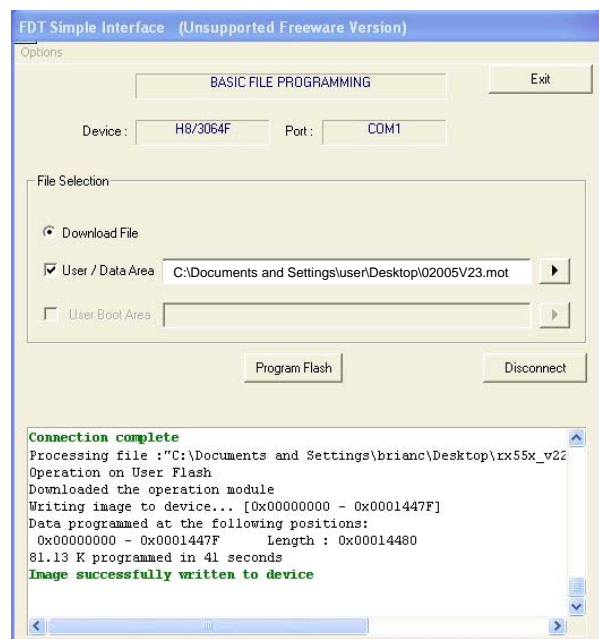 FDT Simple Interface (Unsupported Freeware Version)
Options
BASIC FILE PROGRAMMING
Exit
Device : H8/3064F Port : COM1
File Selection
Download File
User / Data Area C:\Documents and Settings\user\Desktop\02005V23.mot
User Boot Area
Program Flash Disconnect
Connection complete
Processing file :"C:\Documents and Settings\brianc\Desktop\rx55x_v22
Operation on User Flash
Downloaded the operation module
Writing image to device... [0x00000000 - 0x0001447F]
Data programmed at the following positions:
0x00000000 - 0x0001447F Length : 0x00014480
81.13 K programmed in 41 seconds
Image successfully written to device